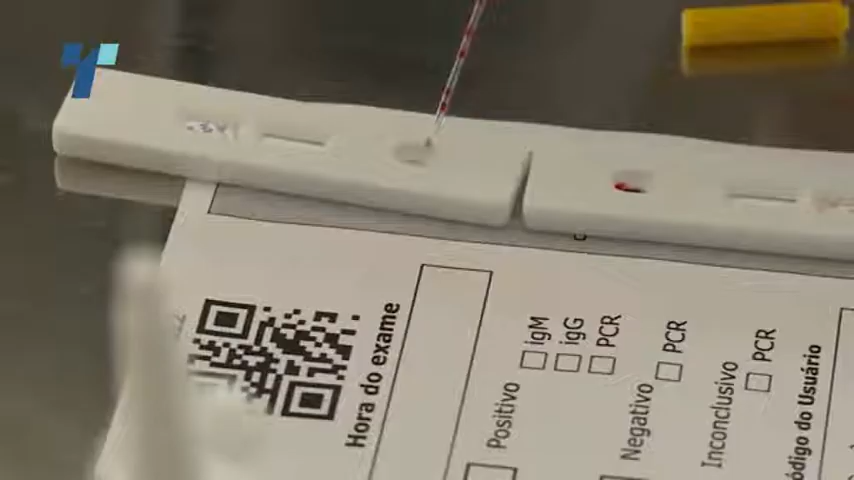 Hora do exame
Positivo
igM
igG
PCR
Negativo
PCR
Inconclusivo
PCR
ódigo do Usuário